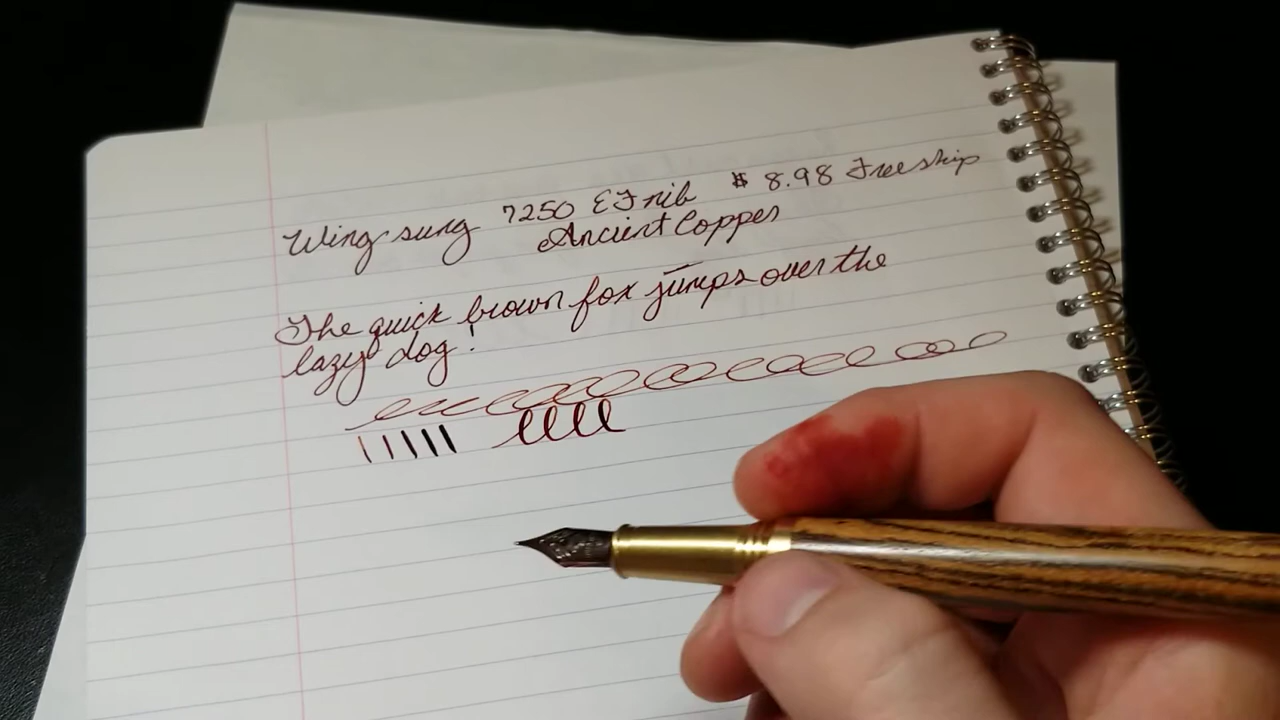 Wing sung 7250 EF nib $ 8.98 Free ship
Ancient Copper
The quick brown fox jumps over the
lazy dog!